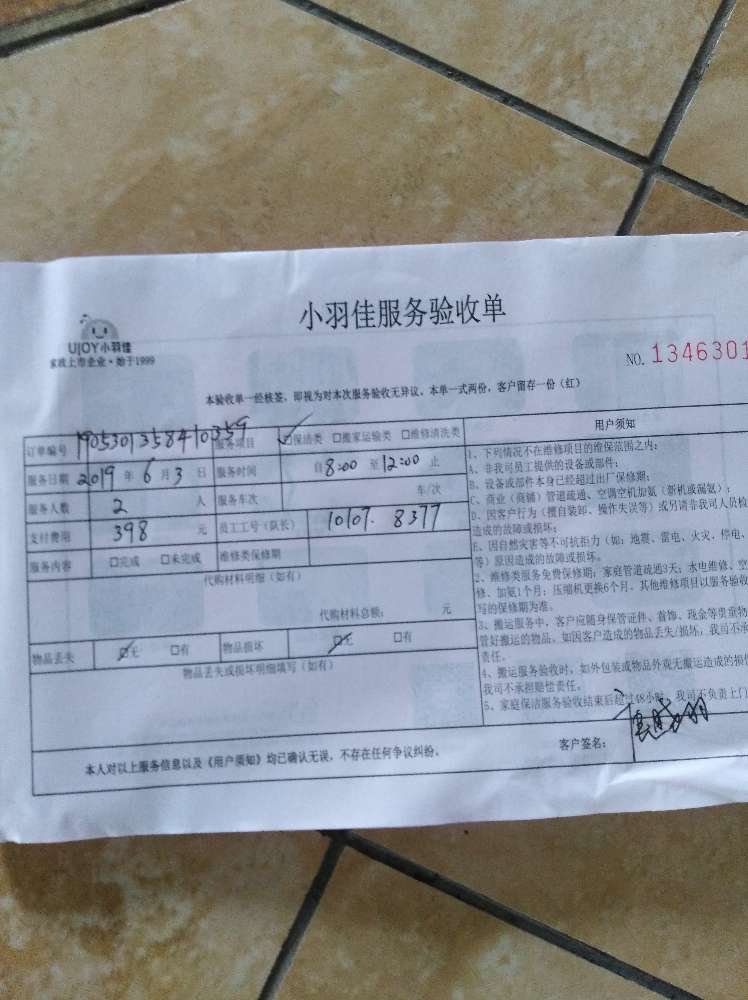 小羽佳服务验收单
UJOY小羽佳
家政上市企业·始于1999
NO. 1346301
本验收单一经核签,即视为对本次服务验收无异议,本单一式两份,客户留存一份(红)
订单编号 1905301358410359 服务项目 ☑保洁类 □搬家运输类 □维修清洗类
服务日期 2019 年 6 月 3 日 服务时间 自 8:00 至 12:00 止
服务人数 2 人 服务车次 车/次
支付费用 398 元 员工工号(队长) 10107. 8377
服务内容 □完成 □未完成 维修类保修期
代购材料明细(如有)
代购材料总额: 元
物品丢失 ☑无 □有 物品损坏 ☑无 □有
物品丢失或损坏明细填写(如有)
用户须知
1、下列情况不在维修项目的维保范围之内:
A、非我司员工提供的设备或部件;
B、设备或部件本身已经超过出厂保修期;
C、商业(商铺)管道疏通、空调空机加氨(新机或漏氨);
D、因客户行为(擅自装卸、操作失误等)或另请非我司人员检
造成的故障或损坏;
E、因自然灾害等不可抗拒力(如:地震、雷电、火灾、停电、
等)原因造成的故障或损坏。
2、维修类服务免费保修期:家庭管道疏通3天;水电维修、空
修、加氨1个月;压缩机更换6个月。其他维修项目以服务验收
写的保修期为准。
3、搬运服务中,客户应随身保管证件、首饰、现金等贵重物
管好搬运的物品,如因客户造成的物品丢失/损坏,我司不承
责任。
4、搬运服务验收时,如外包装或物品外观无搬运造成的损
我司不承担赔偿责任。
5、家庭保洁服务验收结束后超过48小时,我司不负责上门
本人对以上服务信息以及《用户须知》均已确认无误,不存在任何争议纠纷。
客户签名: